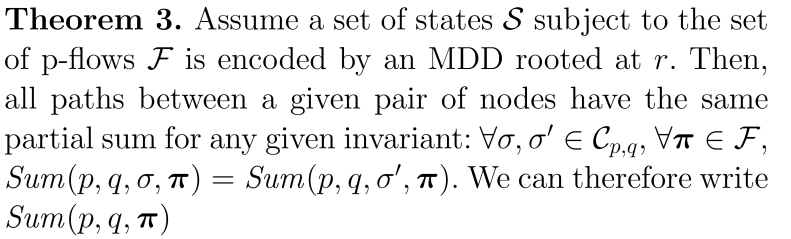 Theorem 3. Assume a set of states 𝒮 subject to the set
of p-flows ℱ is encoded by an MDD rooted at r. Then,
all paths between a given pair of nodes have the same
partial sum for any given invariant: ∀σ, σ′ ∈ 𝒞p,q, ∀π ∈ ℱ,
Sum(p, q, σ, π) = Sum(p, q, σ′, π). We can therefore write
Sum(p, q, π)